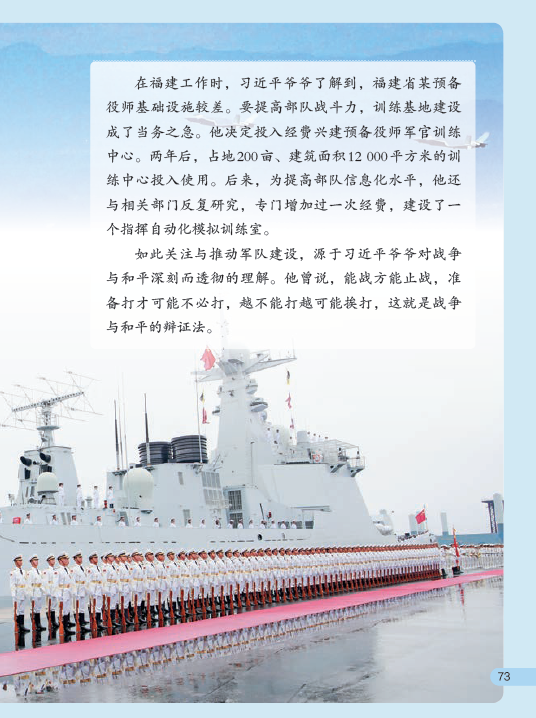 在福建工作时，习近平爷爷了解到，福建省某预备
役师基础设施较差。要提高部队战斗力，训练基地建设
成了当务之急。他决定投入经费兴建预备役师军官训练
中心。两年后，占地200亩、建筑面积12 000平方米的训
练中心投入使用。后来，为提高部队信息化水平，他还
与相关部门反复研究，专门增加过一次经费，建设了一
个指挥自动化模拟训练室。
如此关注与推动军队建设，源于习近平爷爷对战争
与和平深刻而透彻的理解。他曾说，能战方能止战，准
备打才可能不必打，越不能打越可能挨打，这就是战争
与和平的辩证法。
73